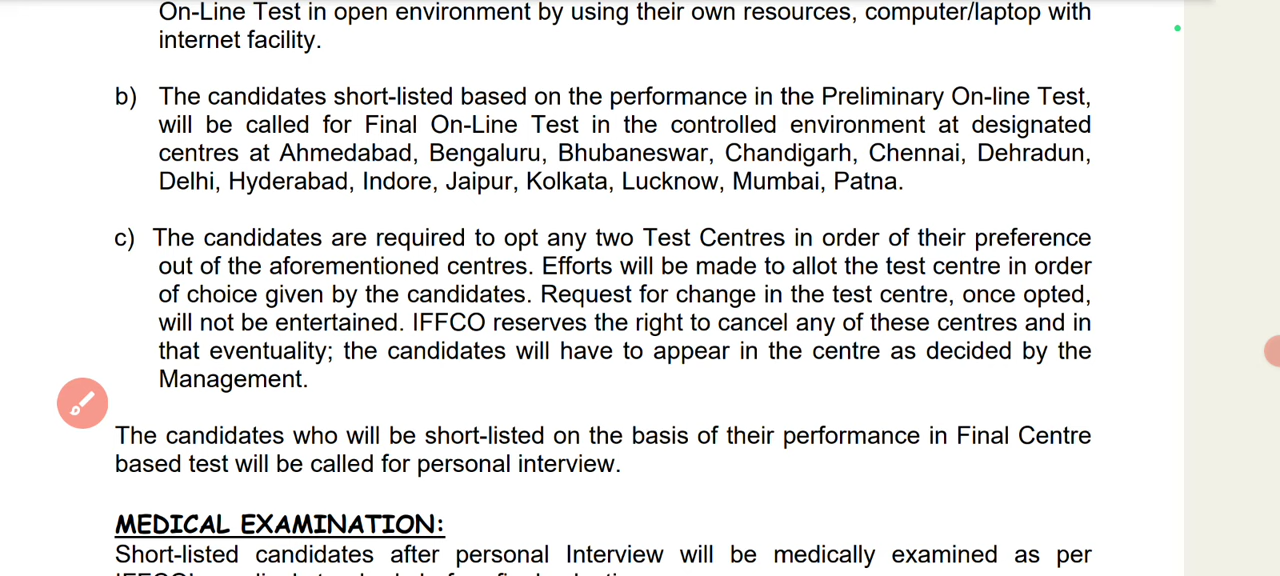 On-Line Test in open environment by using their own resources, computer/laptop with
internet facility.
b) The candidates short-listed based on the performance in the Preliminary On-line Test,
will be called for Final On-Line Test in the controlled environment at designated
centres at Ahmedabad, Bengaluru, Bhubaneswar, Chandigarh, Chennai, Dehradun,
Delhi, Hyderabad, Indore, Jaipur, Kolkata, Lucknow, Mumbai, Patna.
c) The candidates are required to opt any two Test Centres in order of their preference
out of the aforementioned centres. Efforts will be made to allot the test centre in order
of choice given by the candidates. Request for change in the test centre, once opted,
will not be entertained. IFFCO reserves the right to cancel any of these centres and in
that eventuality; the candidates will have to appear in the centre as decided by the
Management.
The candidates who will be short-listed on the basis of their performance in Final Centre
based test will be called for personal interview.
MEDICAL EXAMINATION:
Short-listed candidates after personal Interview will be medically examined as per